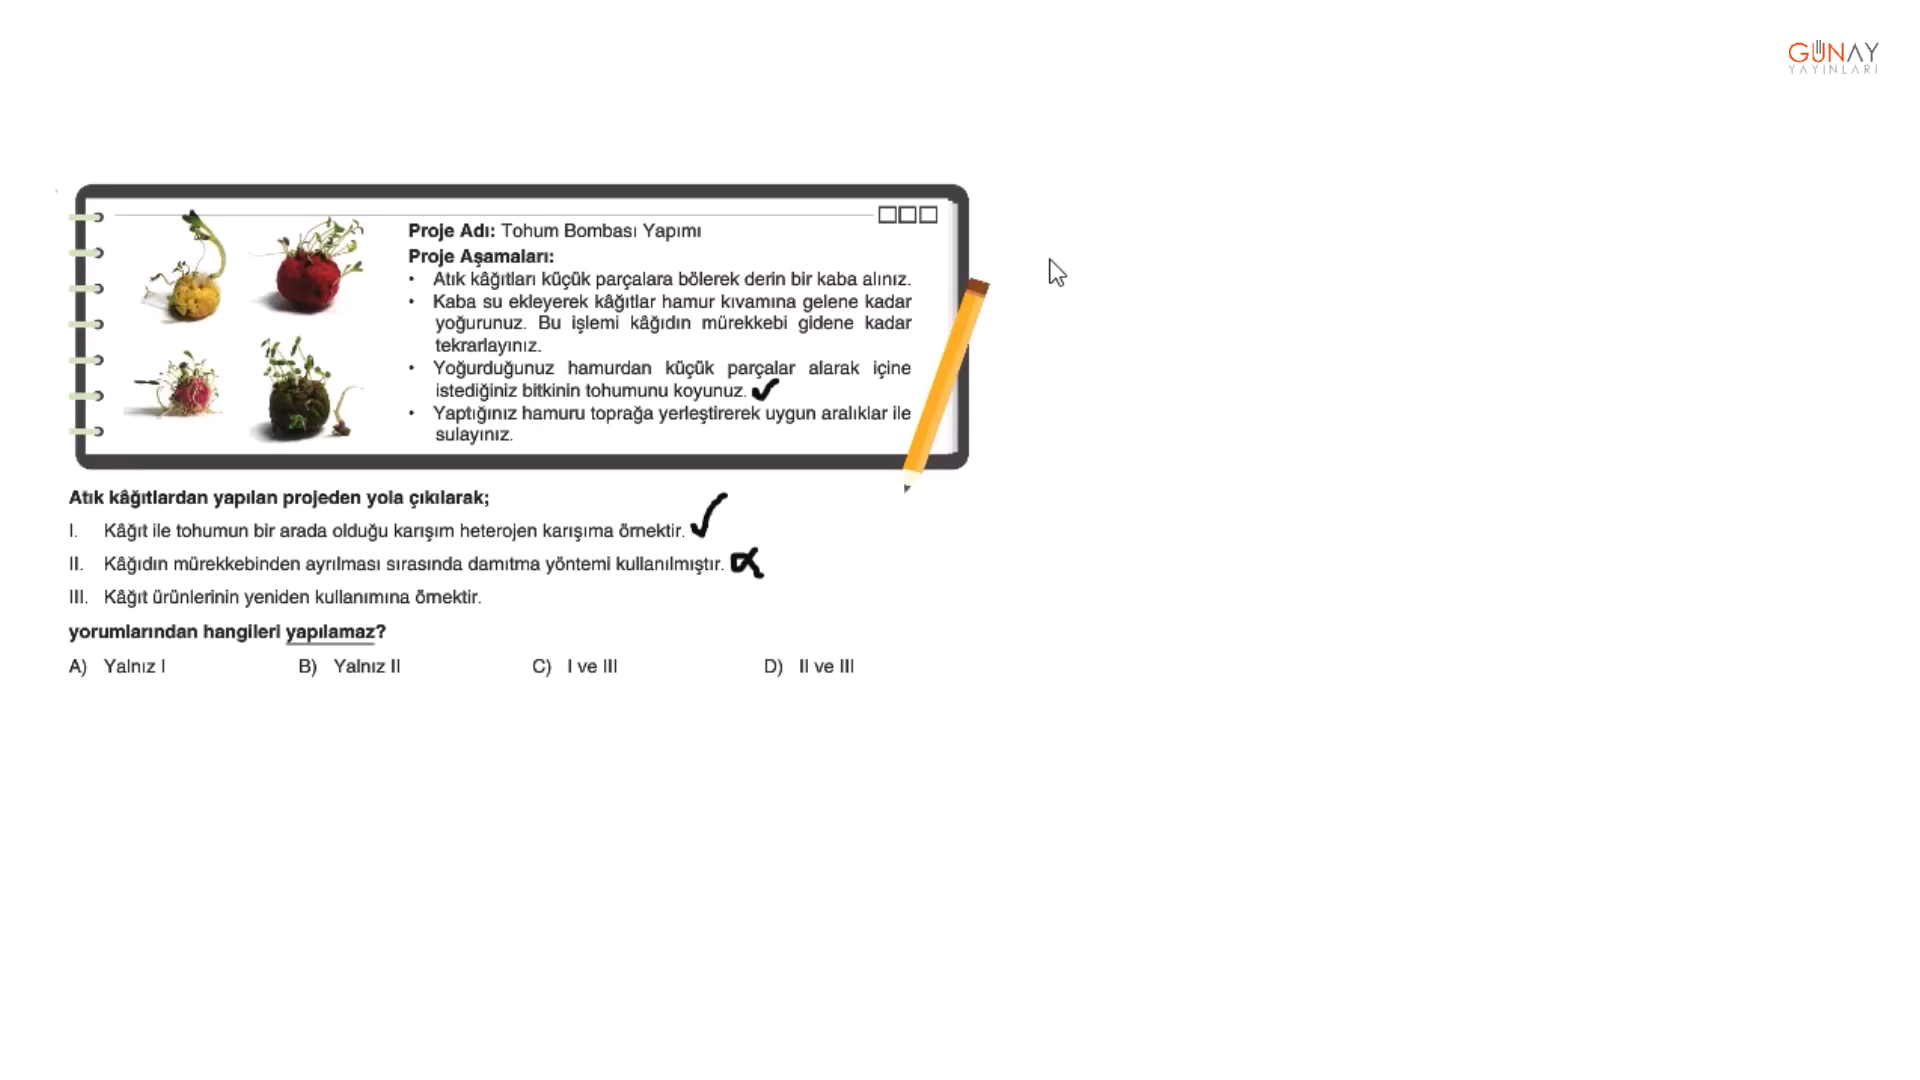 GÜNAY
YAYINLARI
Proje Adı: Tohum Bombası Yapımı
Proje Aşamaları:
• Atık kâğıtları küçük parçalara bölerek derin bir kaba alınız.
• Kaba su ekleyerek kâğıtlar hamur kıvamına gelene kadar
yoğurunuz. Bu işlemi kâğıdın mürekkebi gidene kadar
tekrarlayınız.
• Yoğurduğunuz hamurdan küçük parçalar alarak içine
istediğiniz bitkinin tohumunu koyunuz.
• Yaptığınız hamuru toprağa yerleştirerek uygun aralıklar ile
sulayınız.
Atık kâğıtlardan yapılan projeden yola çıkılarak;
I. Kâğıt ile tohumun bir arada olduğu karışım heterojen karışıma örnektir.
II. Kâğıdın mürekkebinden ayrılması sırasında damıtma yöntemi kullanılmıştır.
III. Kâğıt ürünlerinin yeniden kullanımına örnektir.
yorumlarından hangileri yapılamaz?
A) Yalnız I B) Yalnız II C) I ve III D) II ve III